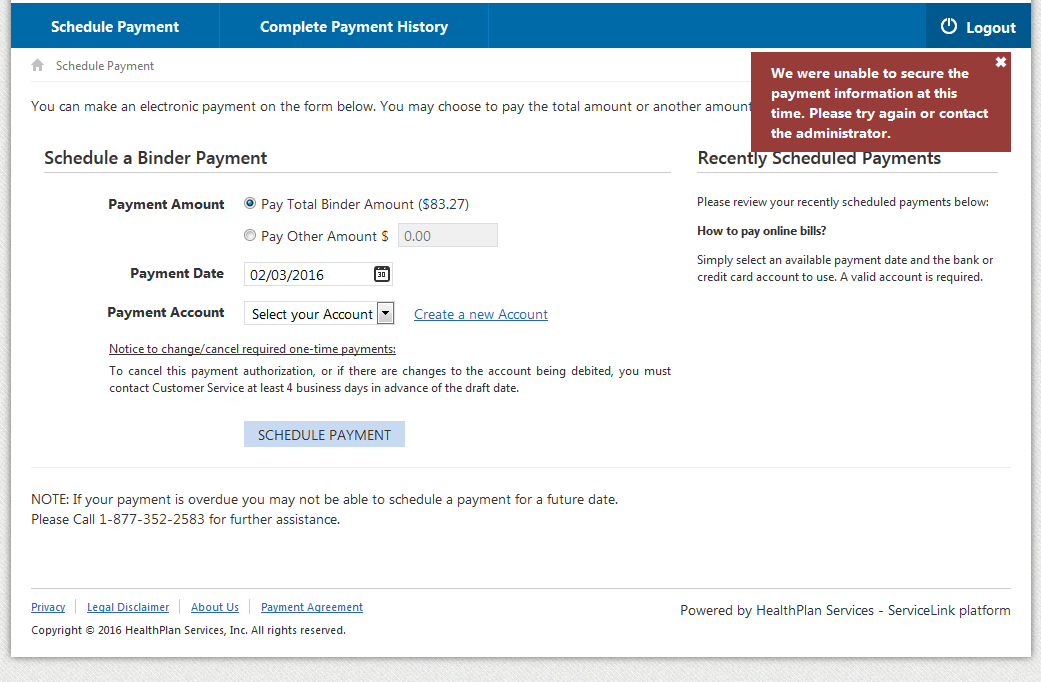 Schedule Payment
Complete Payment History
Logout
Schedule Payment
You can make an electronic payment on the form below. You may choose to pay the total amount or another amount
We were unable to secure the
payment information at this
time. Please try again or contact
the administrator.
Schedule a Binder Payment
Payment Amount
Pay Total Binder Amount ($83.27)
Pay Other Amount $
0.00
Payment Date
02/03/2016
30
Payment Account
Select your Account
Create a new Account
Notice to change/cancel required one-time payments:
To cancel this payment authorization, or if there are changes to the account being debited, you must
contact Customer Service at least 4 business days in advance of the draft date.
SCHEDULE PAYMENT
Recently Scheduled Payments
Please review your recently scheduled payments below:
How to pay online bills?
Simply select an available payment date and the bank or
credit card account to use. A valid account is required.
NOTE: If your payment is overdue you may not be able to schedule a payment for a future date.
Please Call 1-877-352-2583 for further assistance.
Privacy
Legal Disclaimer
About Us
Payment Agreement
Copyright © 2016 HealthPlan Services, Inc. All rights reserved.
Powered by HealthPlan Services - ServiceLink platform